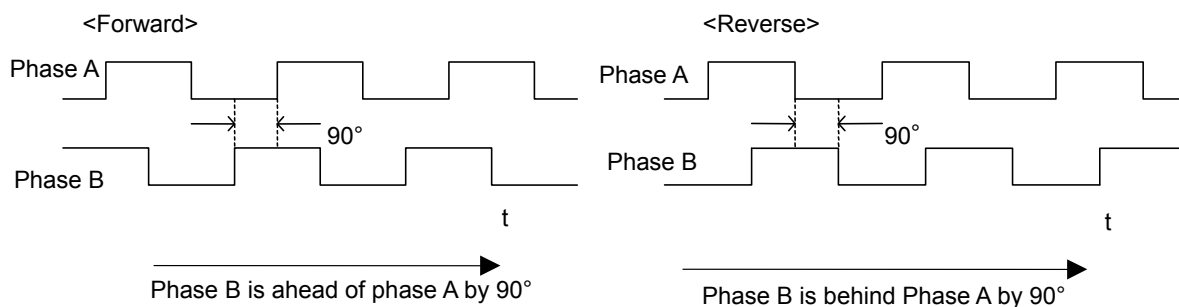 <Forward>
Phase A
90°
Phase B
t
Phase B is ahead of phase A by 90°
<Reverse>
Phase A
90°
Phase B
t
Phase B is behind Phase A by 90°